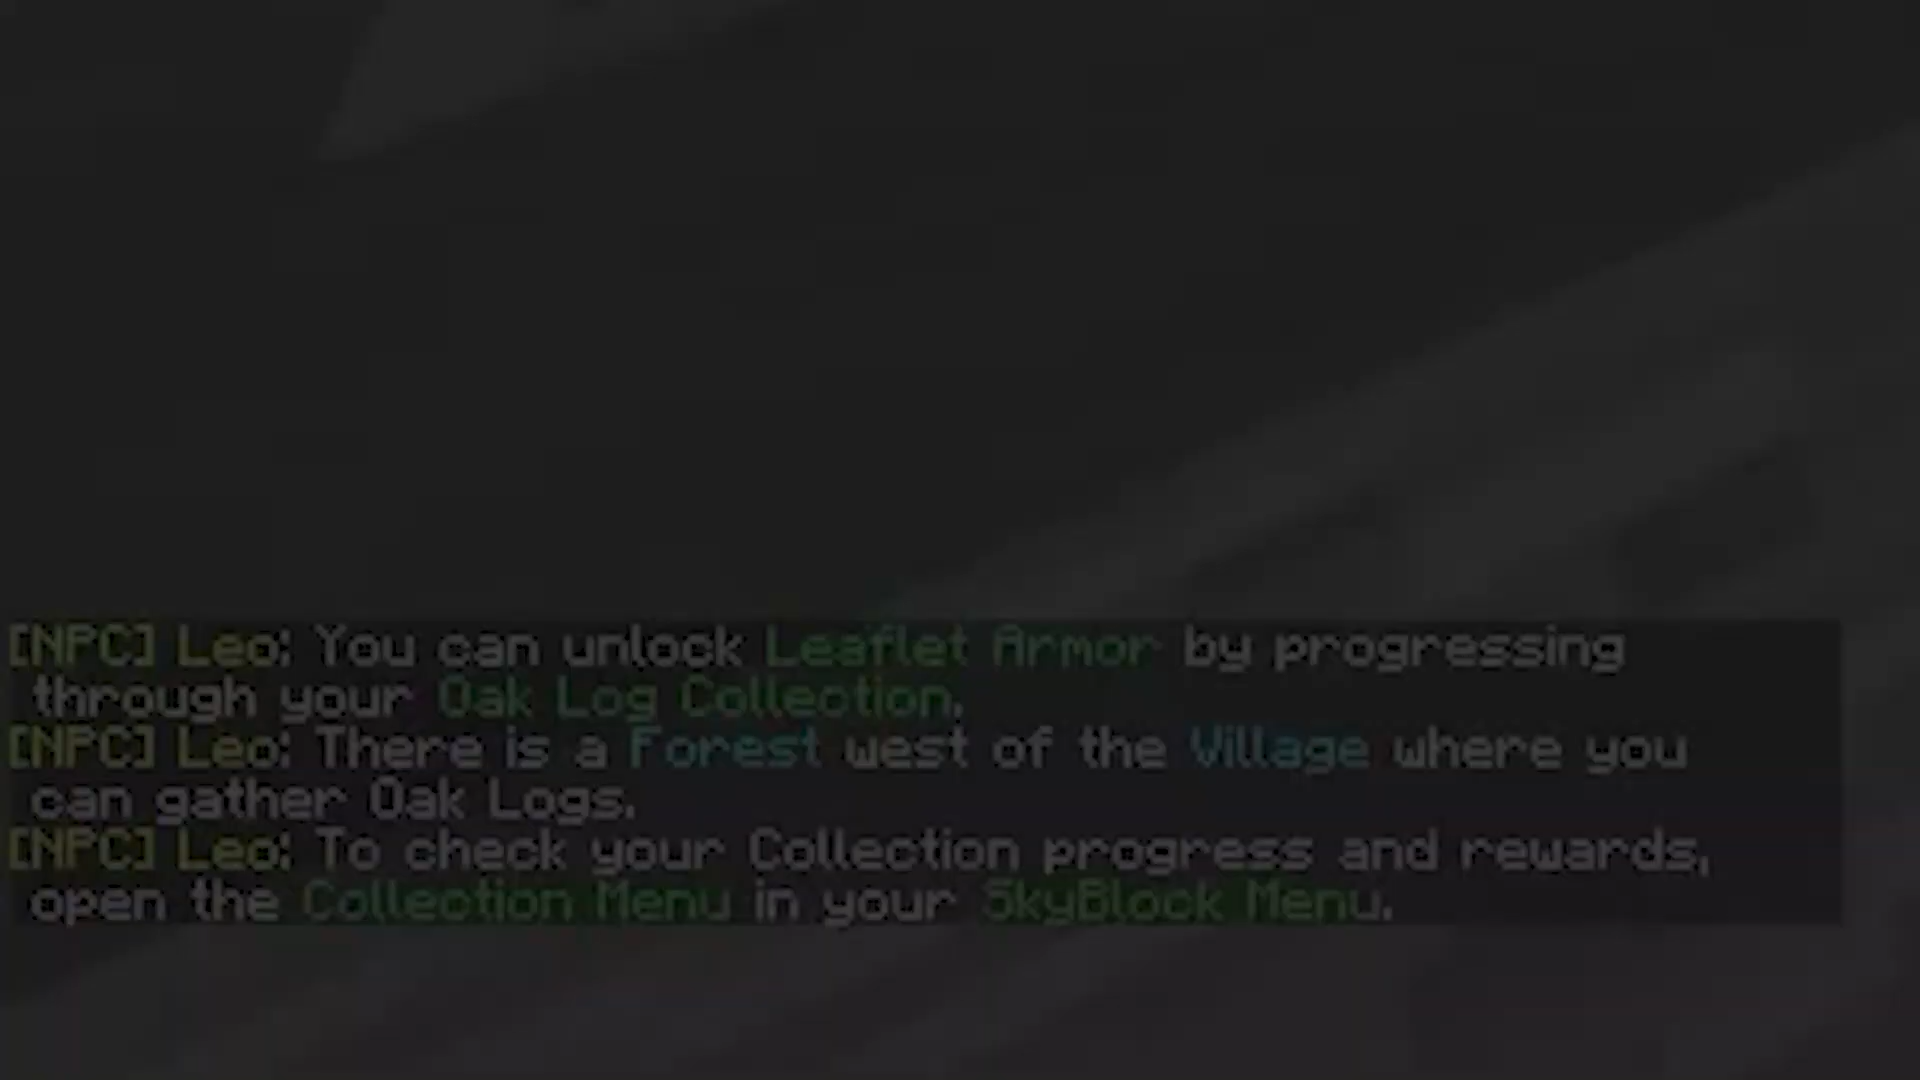 [NPC] Leo: You can unlock Leaflet Armor by progressing
through your Oak Log Collection.
[NPC] Leo: There is a Forest west of the Village where you
can gather Oak Logs.
[NPC] Leo: To check your Collection progress and rewards,
open the Collection Menu in your SkyBlock Menu.